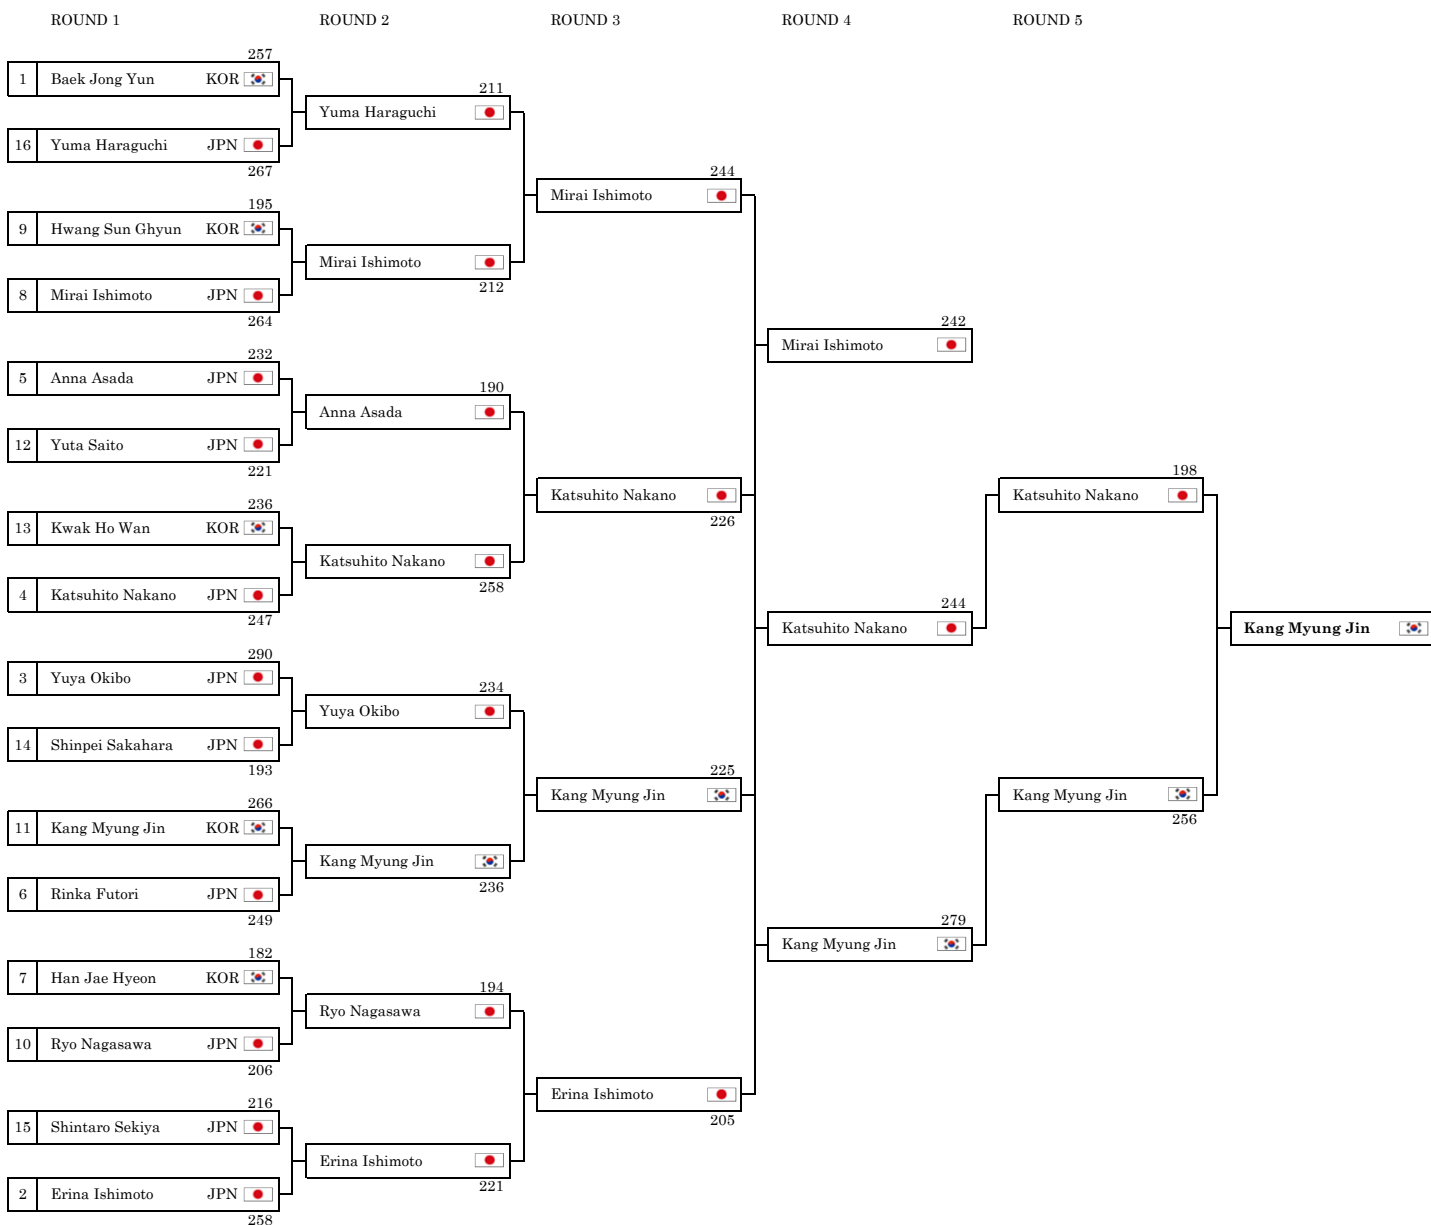 ROUND 1 ROUND 2 ROUND 3 ROUND 4 ROUND 5
257
1 Baek Jong Yun KOR
211
Yuma Haraguchi
16 Yuma Haraguchi JPN
267
244
Mirai Ishimoto
195
9 Hwang Sun Ghyun KOR
Mirai Ishimoto
212
8 Mirai Ishimoto JPN
264
242
Mirai Ishimoto
232
5 Anna Asada JPN
190
Anna Asada
12 Yuta Saito JPN
221
198
Katsuhito Nakano
226
Katsuhito Nakano
236
13 Kwak Ho Wan KOR
Katsuhito Nakano
258
4 Katsuhito Nakano JPN
247
244
Katsuhito Nakano
Kang Myung Jin
290
3 Yuya Okibo JPN
234
Yuya Okibo
14 Shinpei Sakahara JPN
193
225
Kang Myung Jin
Kang Myung Jin
256
266
11 Kang Myung Jin KOR
Kang Myung Jin
236
6 Rinka Futori JPN
249
279
Kang Myung Jin
182
7 Han Jae Hyeon KOR
194
Ryo Nagasawa
10 Ryo Nagasawa JPN
206
Erina Ishimoto
205
216
15 Shintaro Sekiya JPN
Erina Ishimoto
221
2 Erina Ishimoto JPN
258